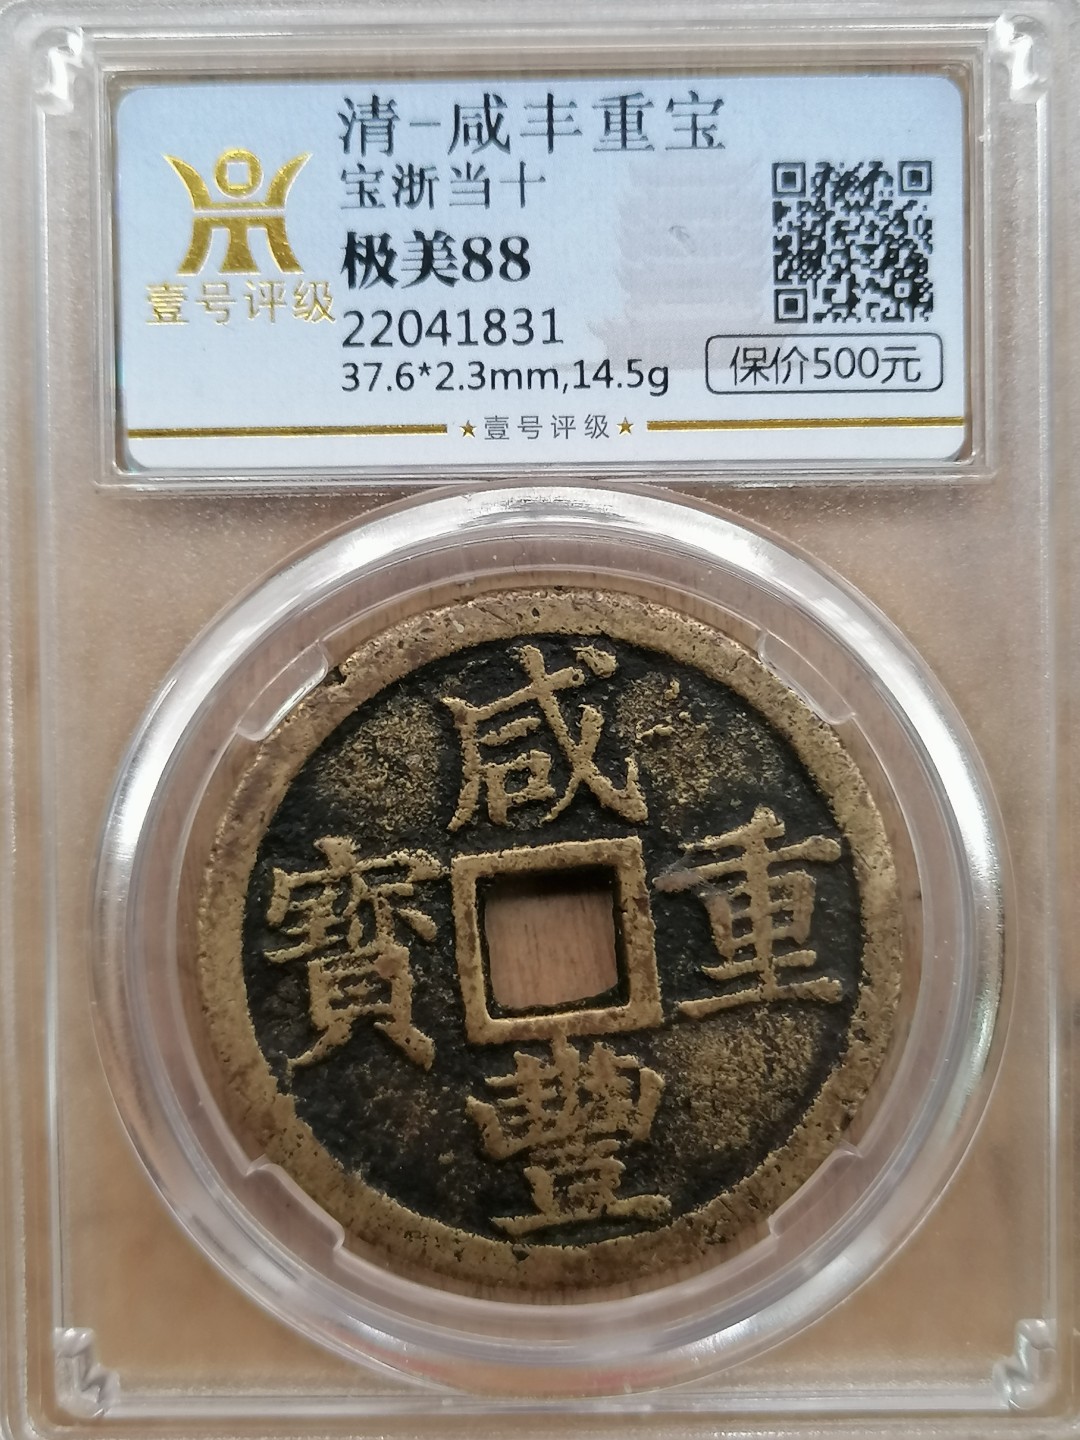 清-咸丰重宝
宝浙当十
极美88
22041831
37.6*2.3mm,14.5g
壹号评级
保价500元
★壹号评级★
咸
豐
重
寶